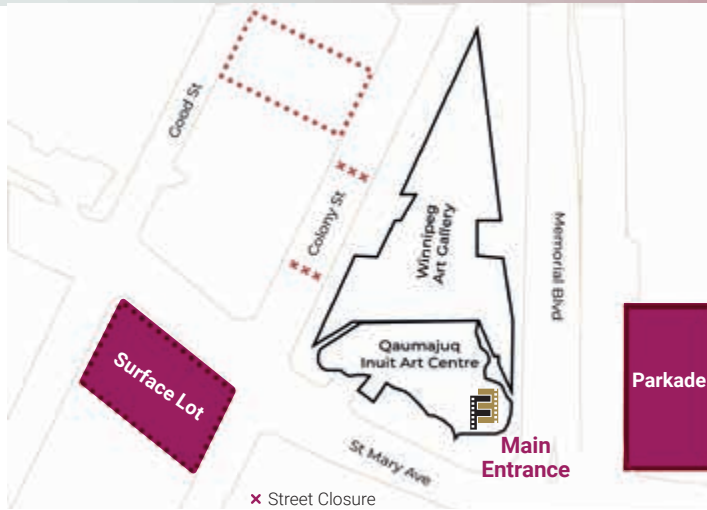 Good St
Colony St
Winnipeg
Art Gallery
Memorial Blvd
Qaumajuq
Inuit Art Centre
Surface Lot
Parkade
Main
Entrance
St Mary Ave
× Street Closure